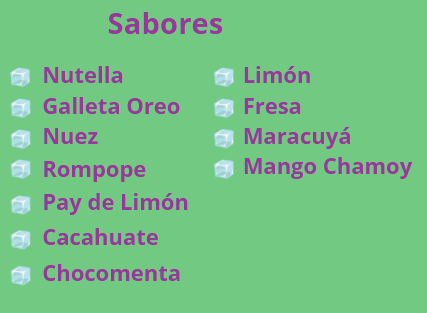 Sabores
Nutella
Galleta Oreo
Nuez
Rompope
Pay de Limón
Cacahuate
Chocomenta
Limón
Fresa
Maracuyá
Mango Chamoy